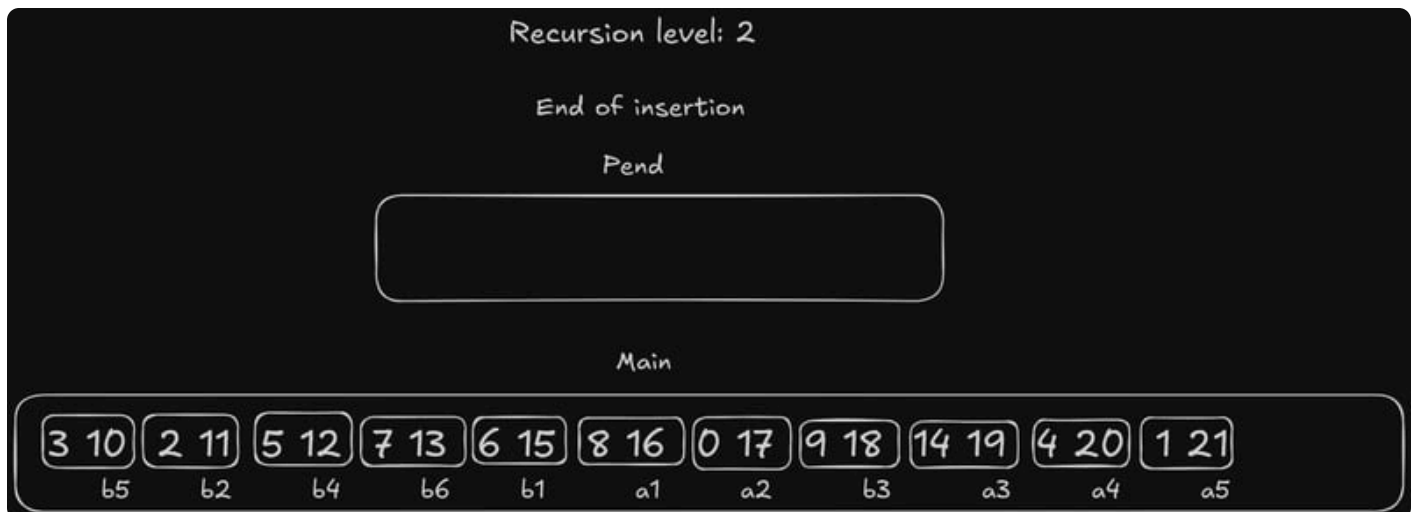 Recursion level: 2
End of insertion
Pend
Main
3 10 2 11 5 12 7 13 6 15 8 16 0 17 9 18 14 19 4 20 1 21
b5 b2 b4 b6 b1 a1 a2 b3 a3 a4 a5